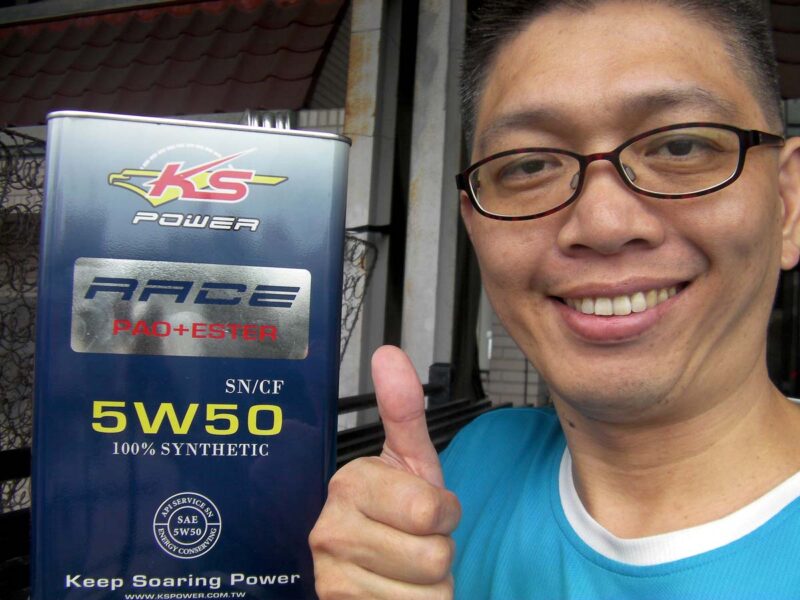 KS
POWER
RACE
PAO+ESTER
SN/CF
5W50
100% SYNTHETIC
API SERVICE SN
SAE
5W50
ENERGY CONSERVING
Keep Soaring Power
WWW.KSPOWER.COM.TW